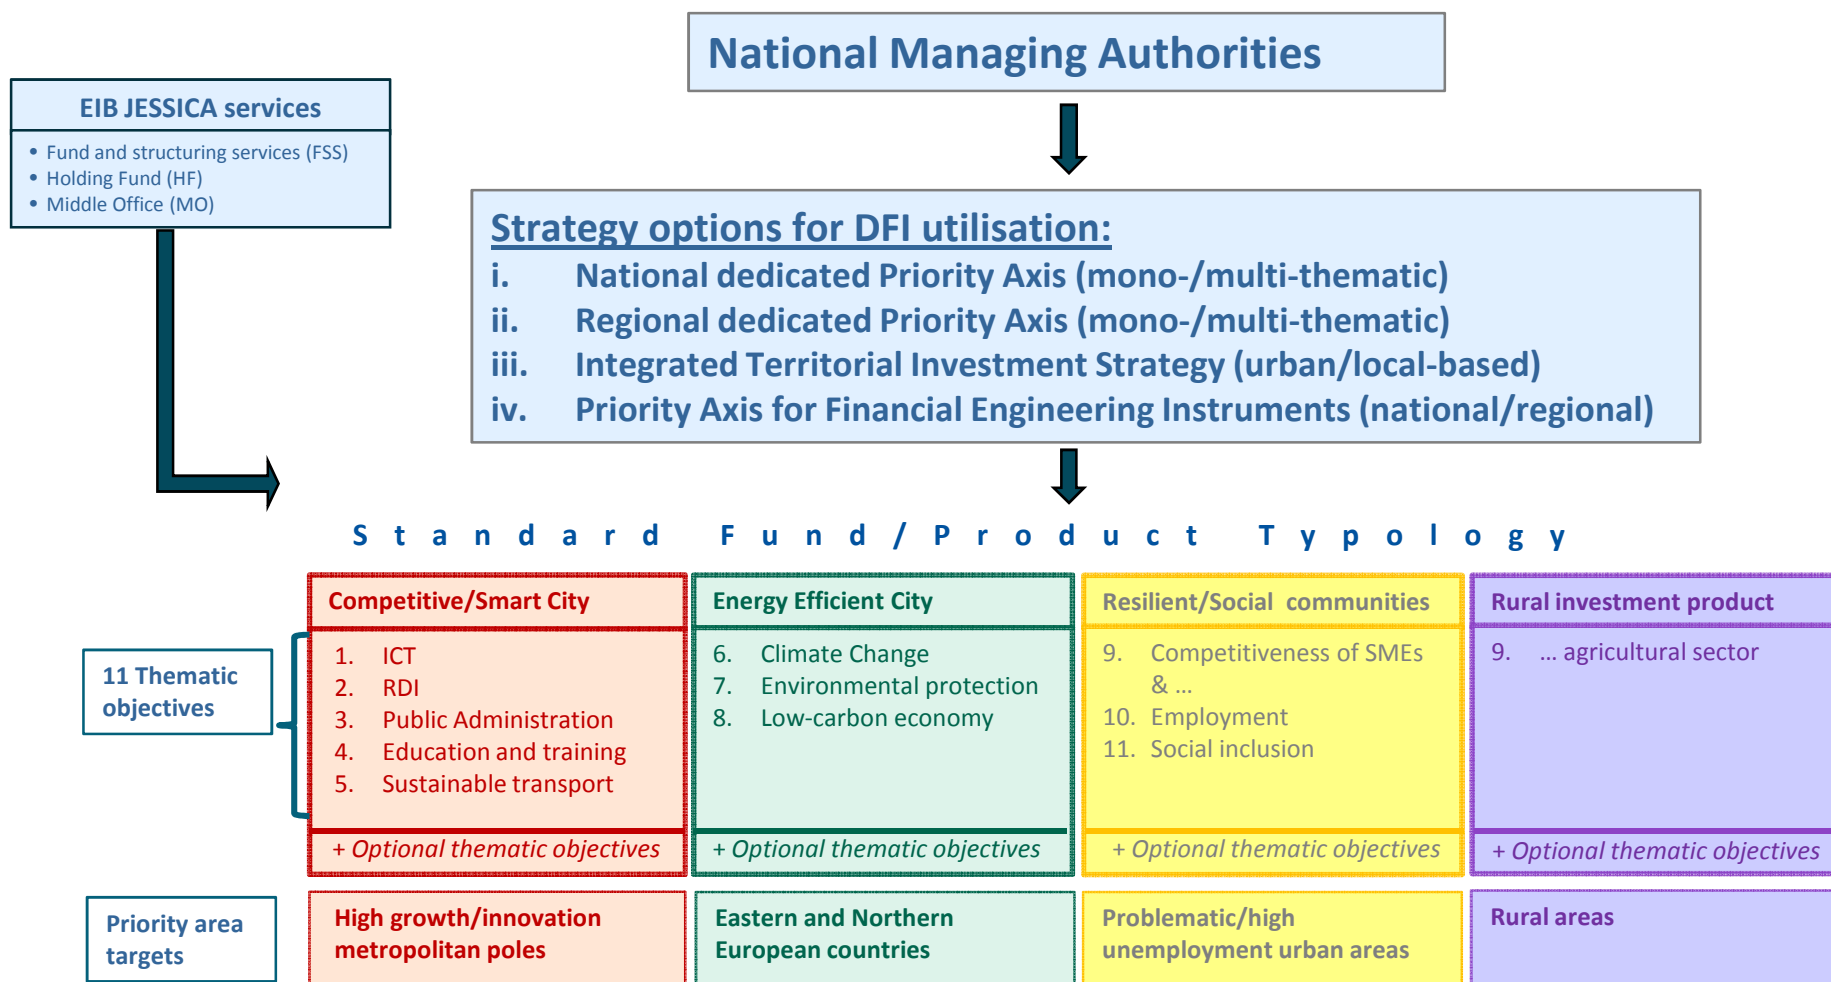 National Managing Authorities
EIB JESSICA services
• Fund and structuring services (FSS)
• Holding Fund (HF)
• Middle Office (MO)
Strategy options for DFI utilisation:
i. National dedicated Priority Axis (mono-/multi-thematic)
ii. Regional dedicated Priority Axis (mono-/multi-thematic)
iii. Integrated Territorial Investment Strategy (urban/local-based)
iv. Priority Axis for Financial Engineering Instruments (national/regional)
Standard Fund/Product Typology
11 Thematic
objectives
Competitive/Smart City
1. ICT
2. RDI
3. Public Administration
4. Education and training
5. Sustainable transport
+ Optional thematic objectives
Energy Efficient City
6. Climate Change
7. Environmental protection
8. Low-carbon economy
+ Optional thematic objectives
Resilient/Social communities
9. Competitiveness of SMEs
& ...
10. Employment
11. Social inclusion
+ Optional thematic objectives
Rural investment product
9. ... agricultural sector
+ Optional thematic objectives
Priority area
targets
High growth/innovation
metropolitan poles
Eastern and Northern
European countries
Problematic/high
unemployment urban areas
Rural areas